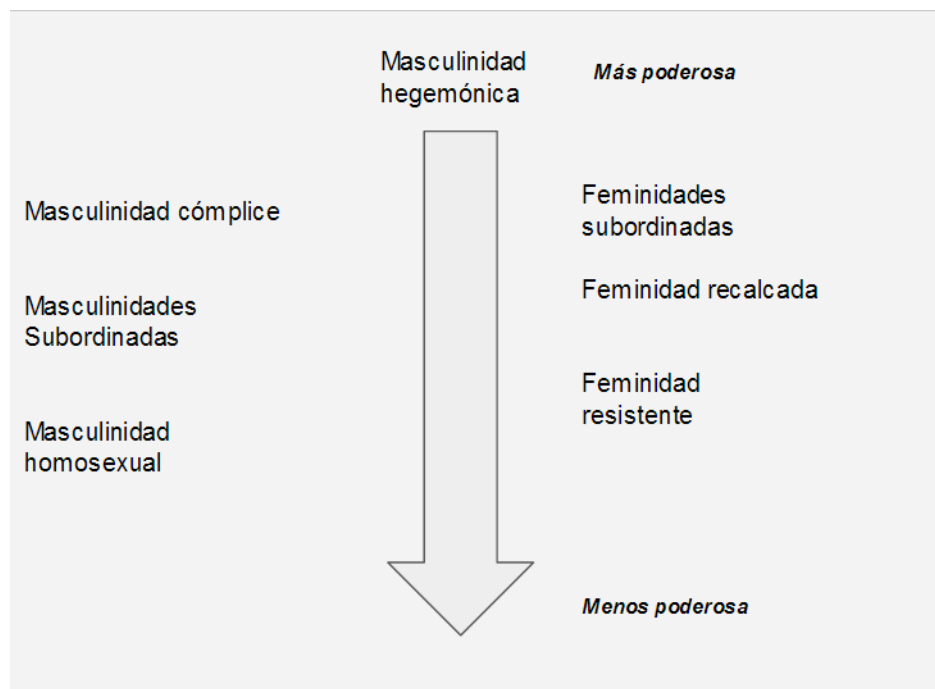 Masculinidad
hegemónica
Más poderosa
Masculinidad cómplice
Feminidades
subordinadas
Masculinidades
Subordinadas
Feminidad recalcada
Feminidad
resistente
Masculinidad
homosexual
Menos poderosa